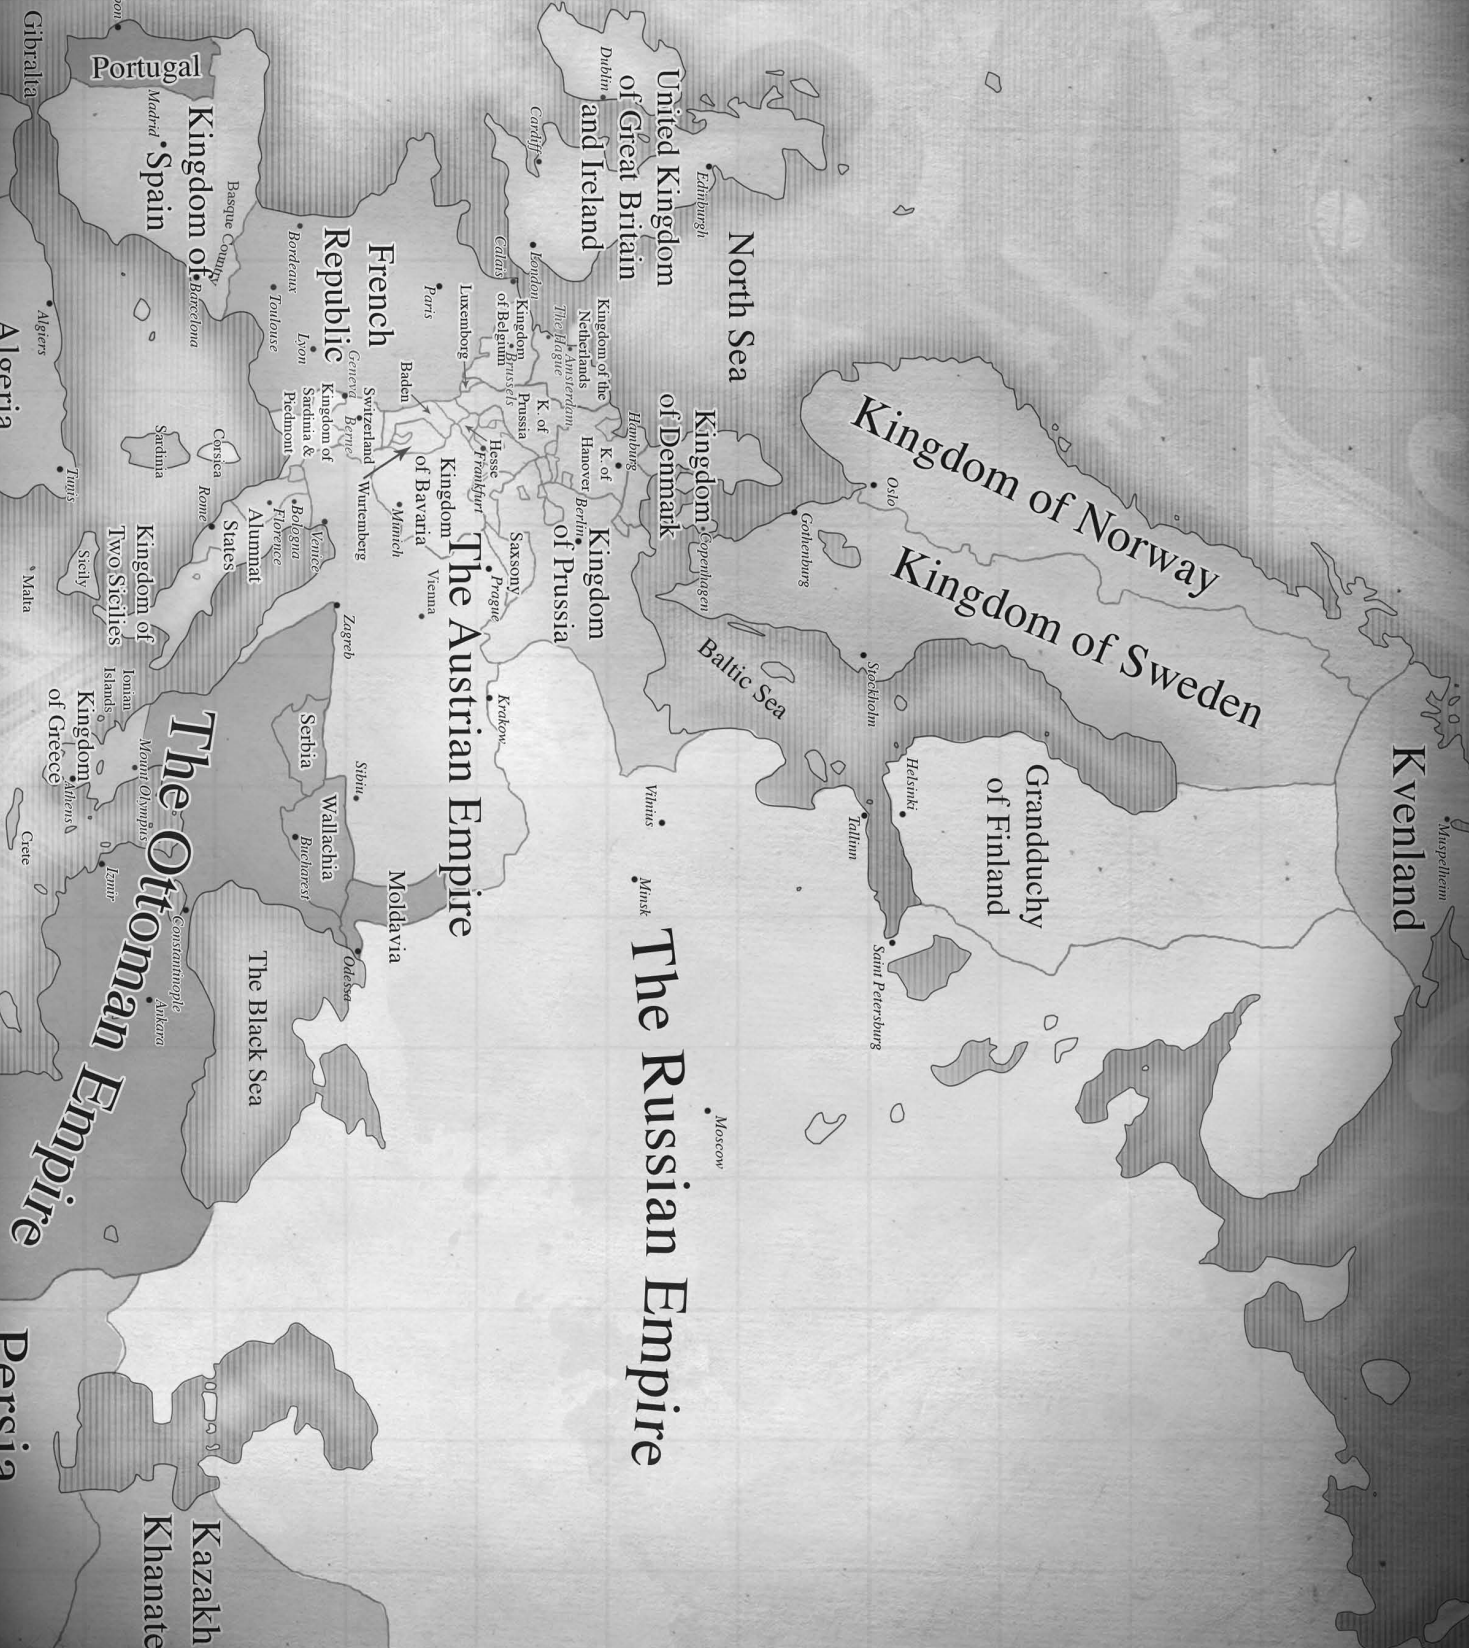 Kvenland
Muspelheim
Kingdom of Norway
Kingdom of Sweden
Oslo
Gothenburg
Stockholm
Grandduchy
of Finland
Helsinki
Tallinn
Saint Petersburg
North Sea
Baltic Sea
United Kingdom
of Great Britain
and Ireland
Edinburgh
Dublin
Cardiff
London
Kingdom
of Denmark
Copenhagen
Hamburg
Kingdom of the
Netherlands
Amsterdam
The Hague
Kingdom
of Belgium
Brussels
Calais
Luxemborg
K. of
Hanover
K. of
Prussia
Hesse
Frankfurt
Kingdom
of Prussia
Berlin
Saxsony
Prague
The Russian Empire
Moscow
Vilnius
Minsk
French
Republic
Paris
Bordeaux
Toulouse
Lyon
Baden
Geneva
Switzerland
Berne
Wurtemberg
Kingdom
of Bavaria
Munich
The Austrian Empire
Vienna
Krakow
Zagreb
Sibiu
Moldavia
Odessa
Kingdom of
Sardinia &
Piedmont
Venice
Bologna
Florence
Alumnat
States
Rome
Corsica
Sardinia
Kingdom of
Two Sicilies
Sicily
Malta
Portugal
Kingdom of
Spain
Madrid
Basque Country
Barcelona
Gibralta
Algiers
Algeria
Tunis
Serbia
Wallachia
Bucharest
The Black Sea
The Ottoman Empire
Constantinople
Ankara
Izmir
Mount Olympus
Ionian
Islands
Kingdom
of Greece
Athens
Crete
Persia
Kazakh
Khanate